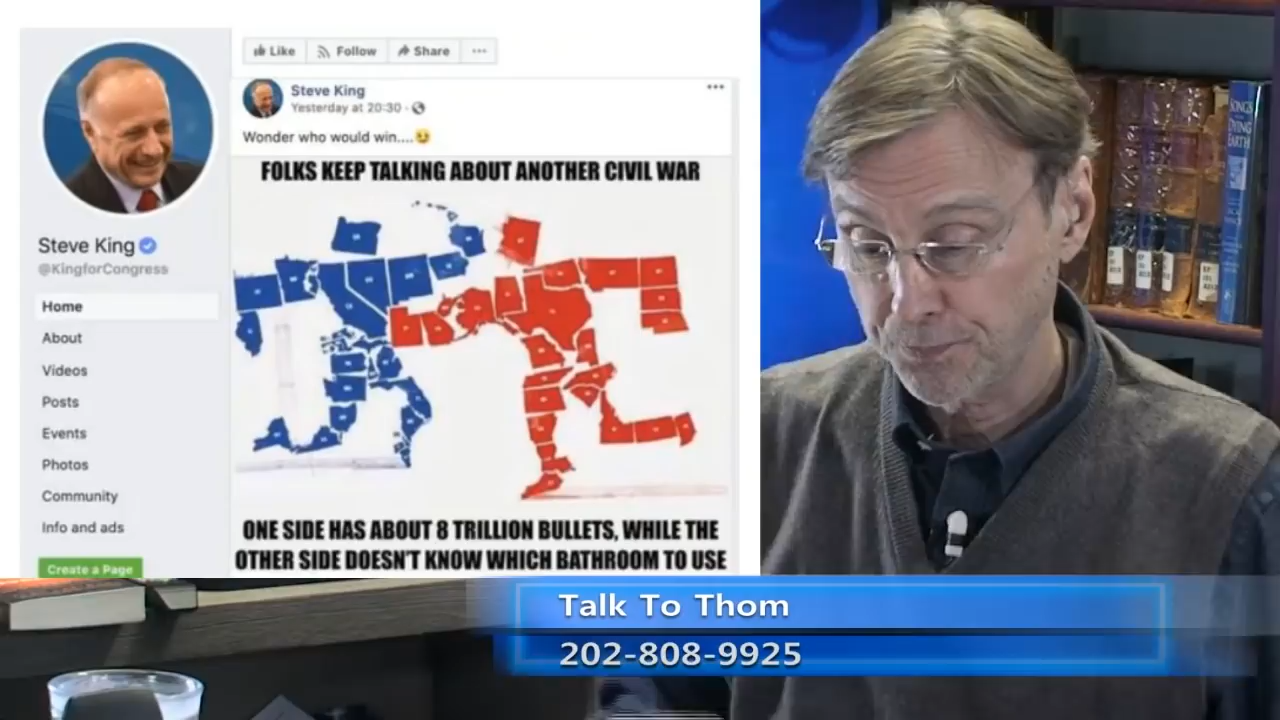 Like Follow Share
Steve King
Yesterday at 20:30
Wonder who would win....😉
FOLKS KEEP TALKING ABOUT ANOTHER CIVIL WAR
ONE SIDE HAS ABOUT 8 TRILLION BULLETS, WHILE THE
OTHER SIDE DOESN'T KNOW WHICH BATHROOM TO USE
Steve King
@KingforCongress
Home
About
Videos
Posts
Events
Photos
Community
Info and ads
Create a Page
SONGS
DYING
EARTH
Talk To Thom
202-808-9925